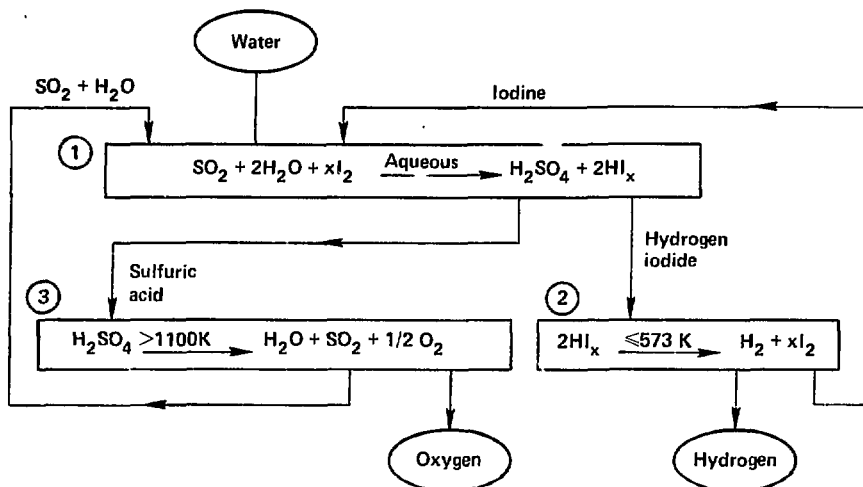 Water
SO₂ + H₂O
Iodine
1
SO₂ + 2H₂O + xI₂ Aqueous H₂SO₄ + 2HIₓ
Sulfuric
acid
Hydrogen
iodide
3
H₂SO₄ >1100K H₂O + SO₂ + 1/2 O₂
2
2HIₓ ⩽573 K H₂ + xI₂
Oxygen
Hydrogen